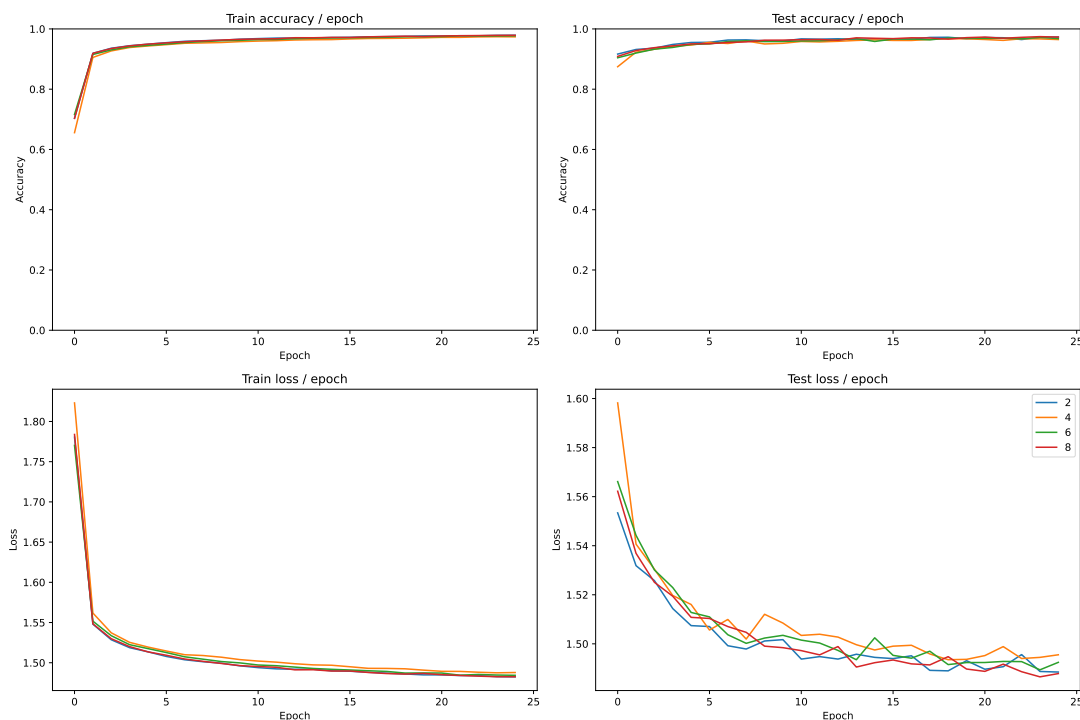 Train accuracy / epoch
1.0
0.8
0.6
0.4
0.2
0.0
Accuracy
0 5 10 15 20 25
Epoch
Test accuracy / epoch
1.0
0.8
0.6
0.4
0.2
0.0
Accuracy
0 5 10 15 20 25
Epoch
Train loss / epoch
1.80
1.75
1.70
1.65
1.60
1.55
1.50
Loss
0 5 10 15 20 25
Epoch
Test loss / epoch
1.60
1.58
1.56
1.54
1.52
1.50
Loss
0 5 10 15 20 25
Epoch
2
4
6
8